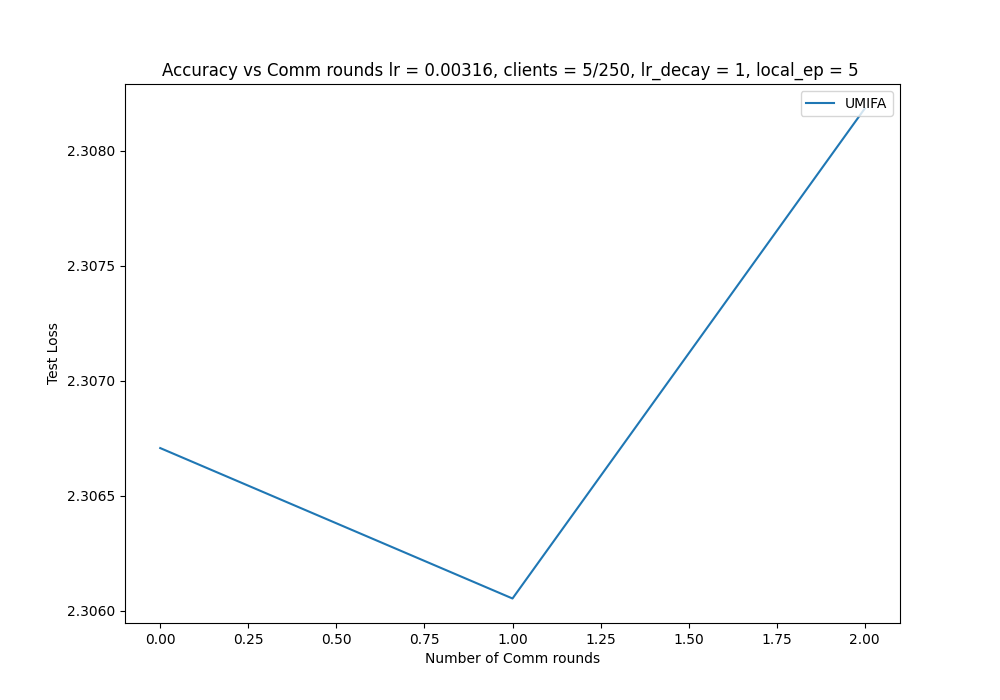 Accuracy vs Comm rounds lr = 0.00316, clients = 5/250, lr_decay = 1, local_ep = 5
UMIFA
2.3080
2.3075
2.3070
2.3065
2.3060
Test Loss
0.00 0.25 0.50 0.75 1.00 1.25 1.50 1.75 2.00
Number of Comm rounds